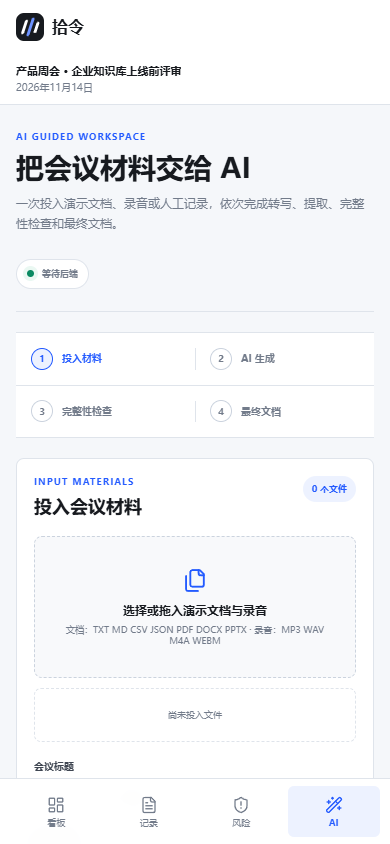 拾令
产品周会 • 企业知识库上线前评审
2026年11月14日
AI GUIDED WORKSPACE
把会议材料交给 AI
一次投入演示文档、录音或人工记录，依次完成转写、提取、完整
性检查和最终文档。
等待后端
1 投入材料
2 AI 生成
3 完整性检查
4 最终文档
INPUT MATERIALS
投入会议材料
0 个文件
选择或拖入演示文档与录音
文档：TXT MD CSV JSON PDF DOCX PPTX · 录音：MP3 WAV
M4A WEBM
尚未投入文件
会议标题
看板
记录
风险
AI